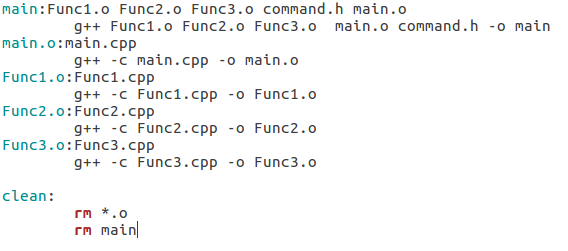 main:Func1.o Func2.o Func3.o command.h main.o
	g++ Func1.o Func2.o Func3.o  main.o command.h -o main
main.o:main.cpp
	g++ -c main.cpp -o main.o
Func1.o:Func1.cpp
	g++ -c Func1.cpp -o Func1.o
Func2.o:Func2.cpp
	g++ -c Func2.cpp -o Func2.o
Func3.o:Func3.cpp
	g++ -c Func3.cpp -o Func3.o

clean:
	rm *.o
	rm main